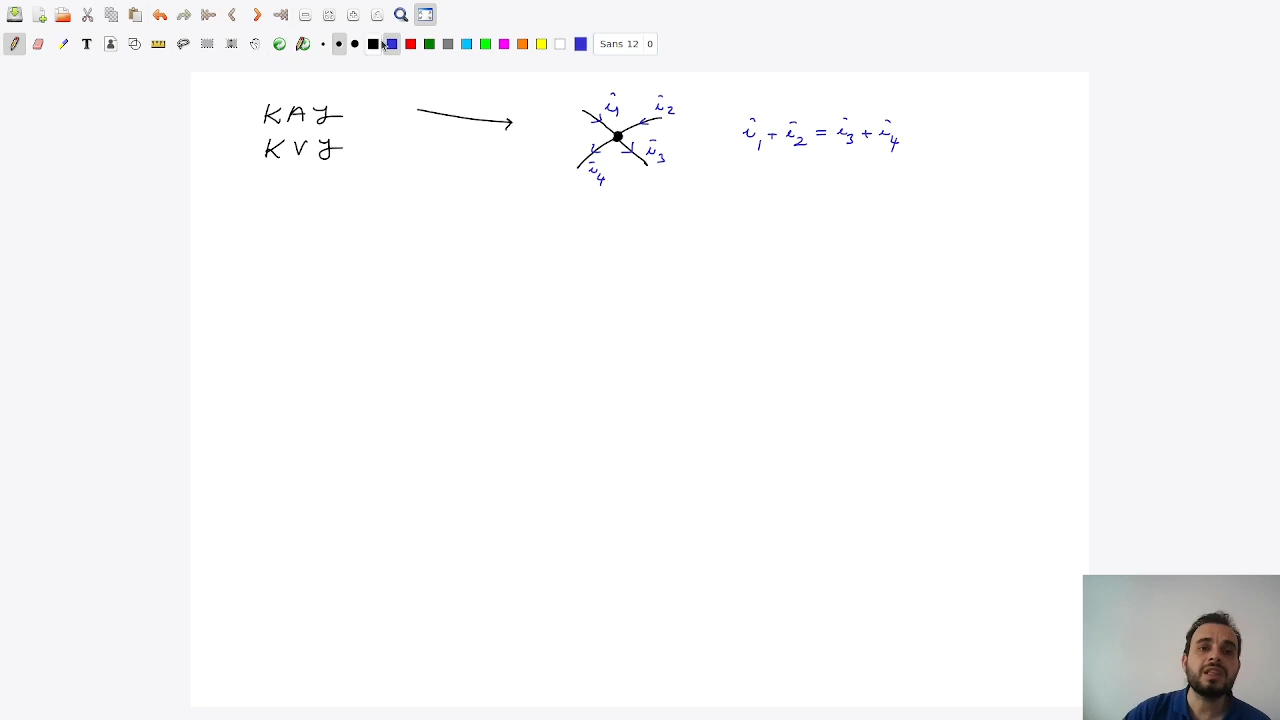 Sans 12 0
KAY
KVY
i1 i2
i4 i3
i1 + i2 = i3 + i4